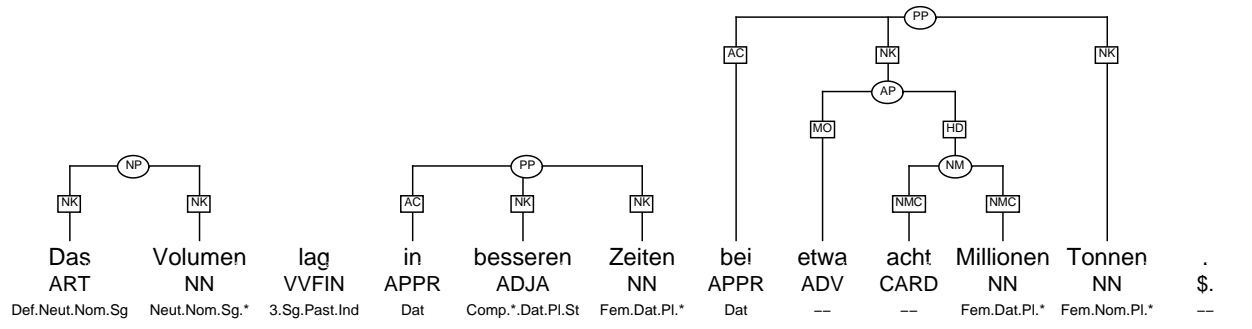 PP
AC NK NK
AP
MO HD
NP PP NM
NK NK AC NK NK NMC NMC
Das Volumen lag in besseren Zeiten bei etwa acht Millionen Tonnen .
ART NN VVFIN APPR ADJA NN APPR ADV CARD NN NN $.
Def.Neut.Nom.Sg Neut.Nom.Sg.* 3.Sg.Past.Ind Dat Comp.*.Dat.Pl.St Fem.Dat.Pl.* Dat -- -- Fem.Dat.Pl.* Fem.Nom.Pl.* --